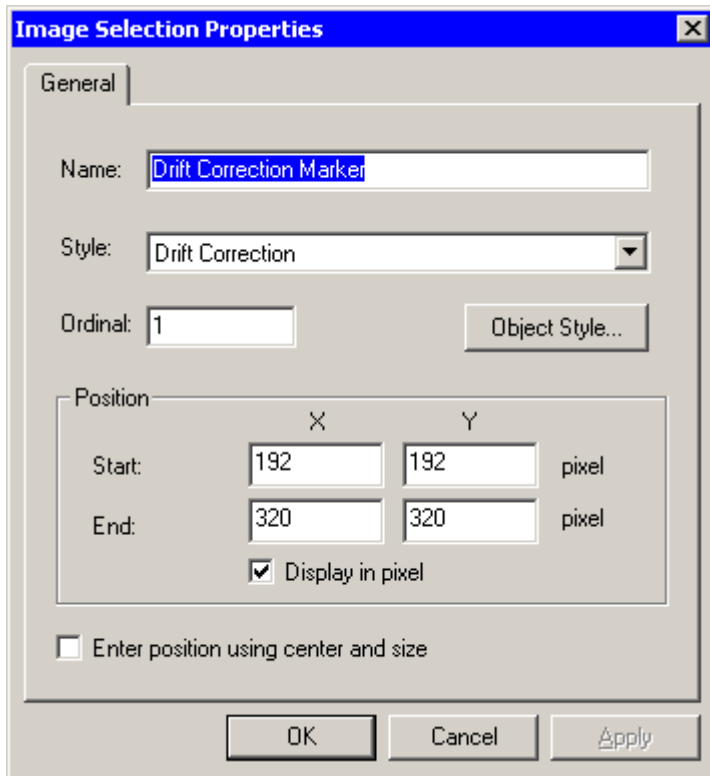 Image Selection Properties
General
Name: Drift Correction Marker
Style: Drift Correction
Ordinal: 1 Object Style...
Position
X Y
Start: 192 192 pixel
End: 320 320 pixel
Display in pixel
Enter position using center and size
OK Cancel Apply